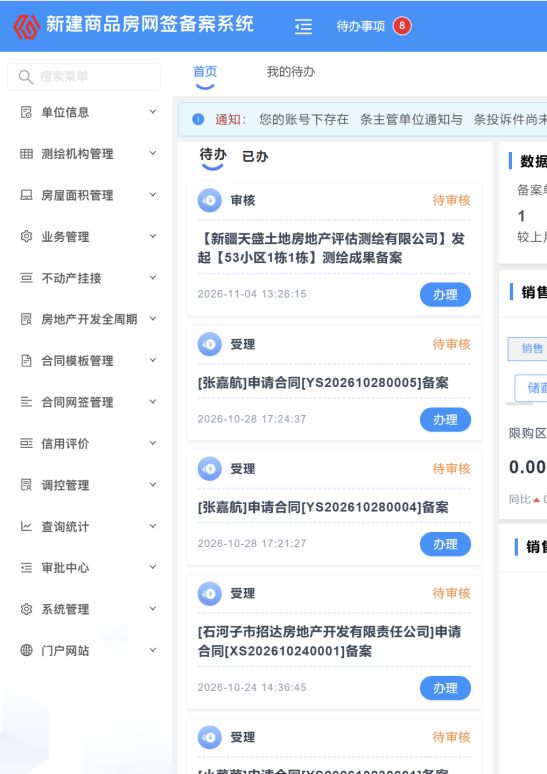 新建商品房网签备案系统
待办事项 8
搜索菜单
首页 我的待办
单位信息
测绘机构管理
房屋面积管理
业务管理
不动产挂接
房地产开发全周期
合同模板管理
合同网签管理
信用评价
调控管理
查询统计
审批中心
系统管理
门户网站
通知： 您的账号下存在 条主管单位通知与 条投诉件尚未
待办 已办
审核 待审核
【新疆天盛土地房地产评估测绘有限公司】发
起【53小区1栋1栋】测绘成果备案
2026-11-04 13:26:15 办理
受理 待审核
[张嘉航]申请合同[YS202610280005]备案
2026-10-28 17:24:37 办理
受理 待审核
[张嘉航]申请合同[YS202610280004]备案
2026-10-28 17:21:27 办理
受理 待审核
[石河子市招达房地产开发有限责任公司]申请
合同[XS202610240001]备案
2026-10-24 14:36:45 办理
受理 待审核
数据
备案单
1
较上月
销售
销售
储藏
限购区
0.00
同比
销售